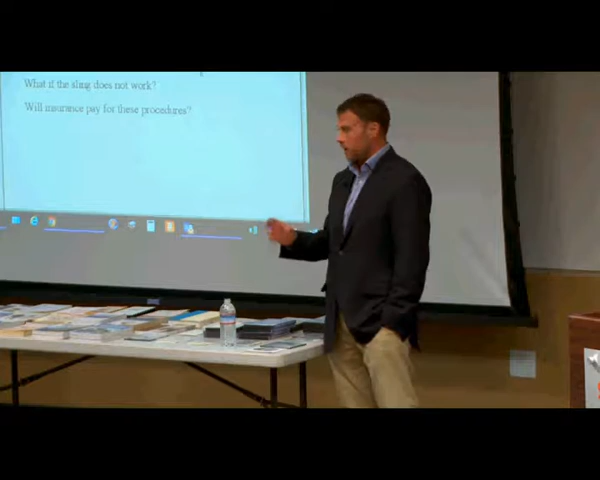 What if the sling does not work?
Will insurance pay for these procedures?